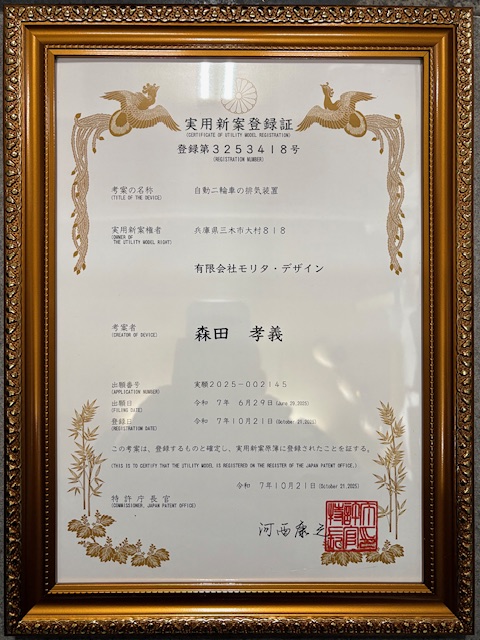 実用新案登録証
(CERTIFICATE OF UTILITY MODEL REGISTRATION)
登録第3253418号
(REGISTRATION NUMBER)
考案の名称 自動二輪車の排気装置
(TITLE OF THE DEVICE)
実用新案権者 兵庫県三木市大村818
(OWNER OF THE UTILITY MODEL RIGHT)
有限会社モリタ・デザイン
考案者 森田 孝義
(CREATOR OF DEVICE)
出願番号 実願2025-002145
(APPLICATION NUMBER)
出願日 令和 7年 6月29日(June 29,2025)
(FILING DATE)
登録日 令和 7年10月21日(October 21,2025)
(REGISTRATION DATE)
この考案は、登録するものと確定し、実用新案原簿に登録されたことを証する。
(THIS IS TO CERTIFY THAT THE UTILITY MODEL IS REGISTERED ON THE REGISTER OF THE JAPAN PATENT OFFICE.)
令和 7年10月21日(October 21,2025)
特許庁長官
(COMMISSIONER, JAPAN PATENT OFFICE)
河西康之